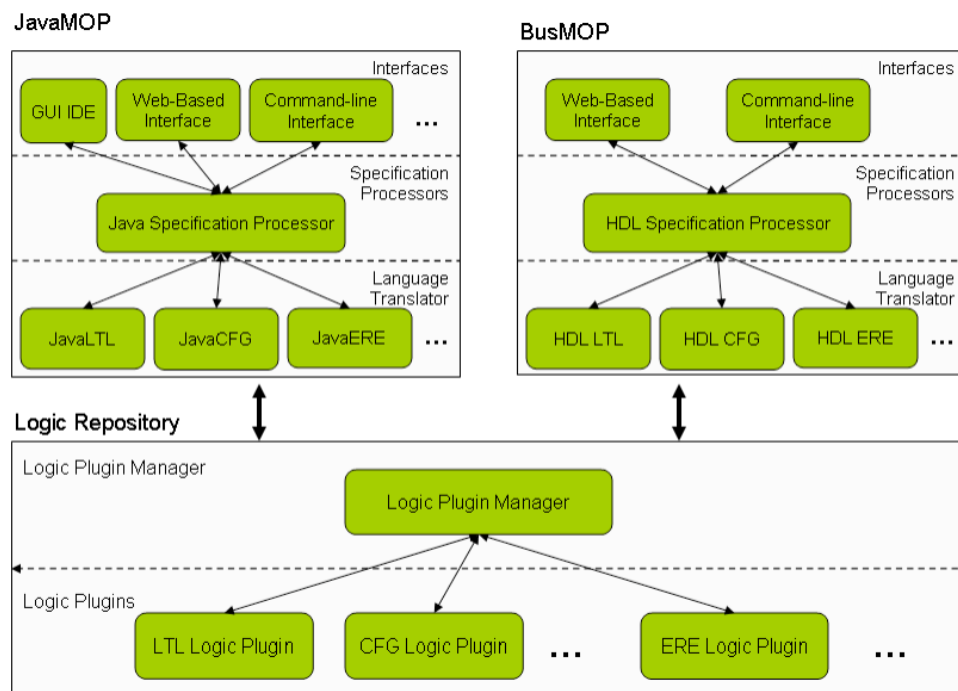 JavaMOP
BusMOP
Interfaces
GUI IDE
Web-Based
Interface
Command-line
Interface
...
Specification
Processors
Java Specification Processor
Language
Translator
JavaLTL
JavaCFG
JavaERE
...
Interfaces
Web-Based
Interface
Command-line
Interface
Specification
Processors
HDL Specification Processor
Language
Translator
HDL LTL
HDL CFG
HDL ERE
...
Logic Repository
Logic Plugin Manager
Logic Plugin Manager
Logic Plugins
LTL Logic Plugin
CFG Logic Plugin
...
ERE Logic Plugin
...